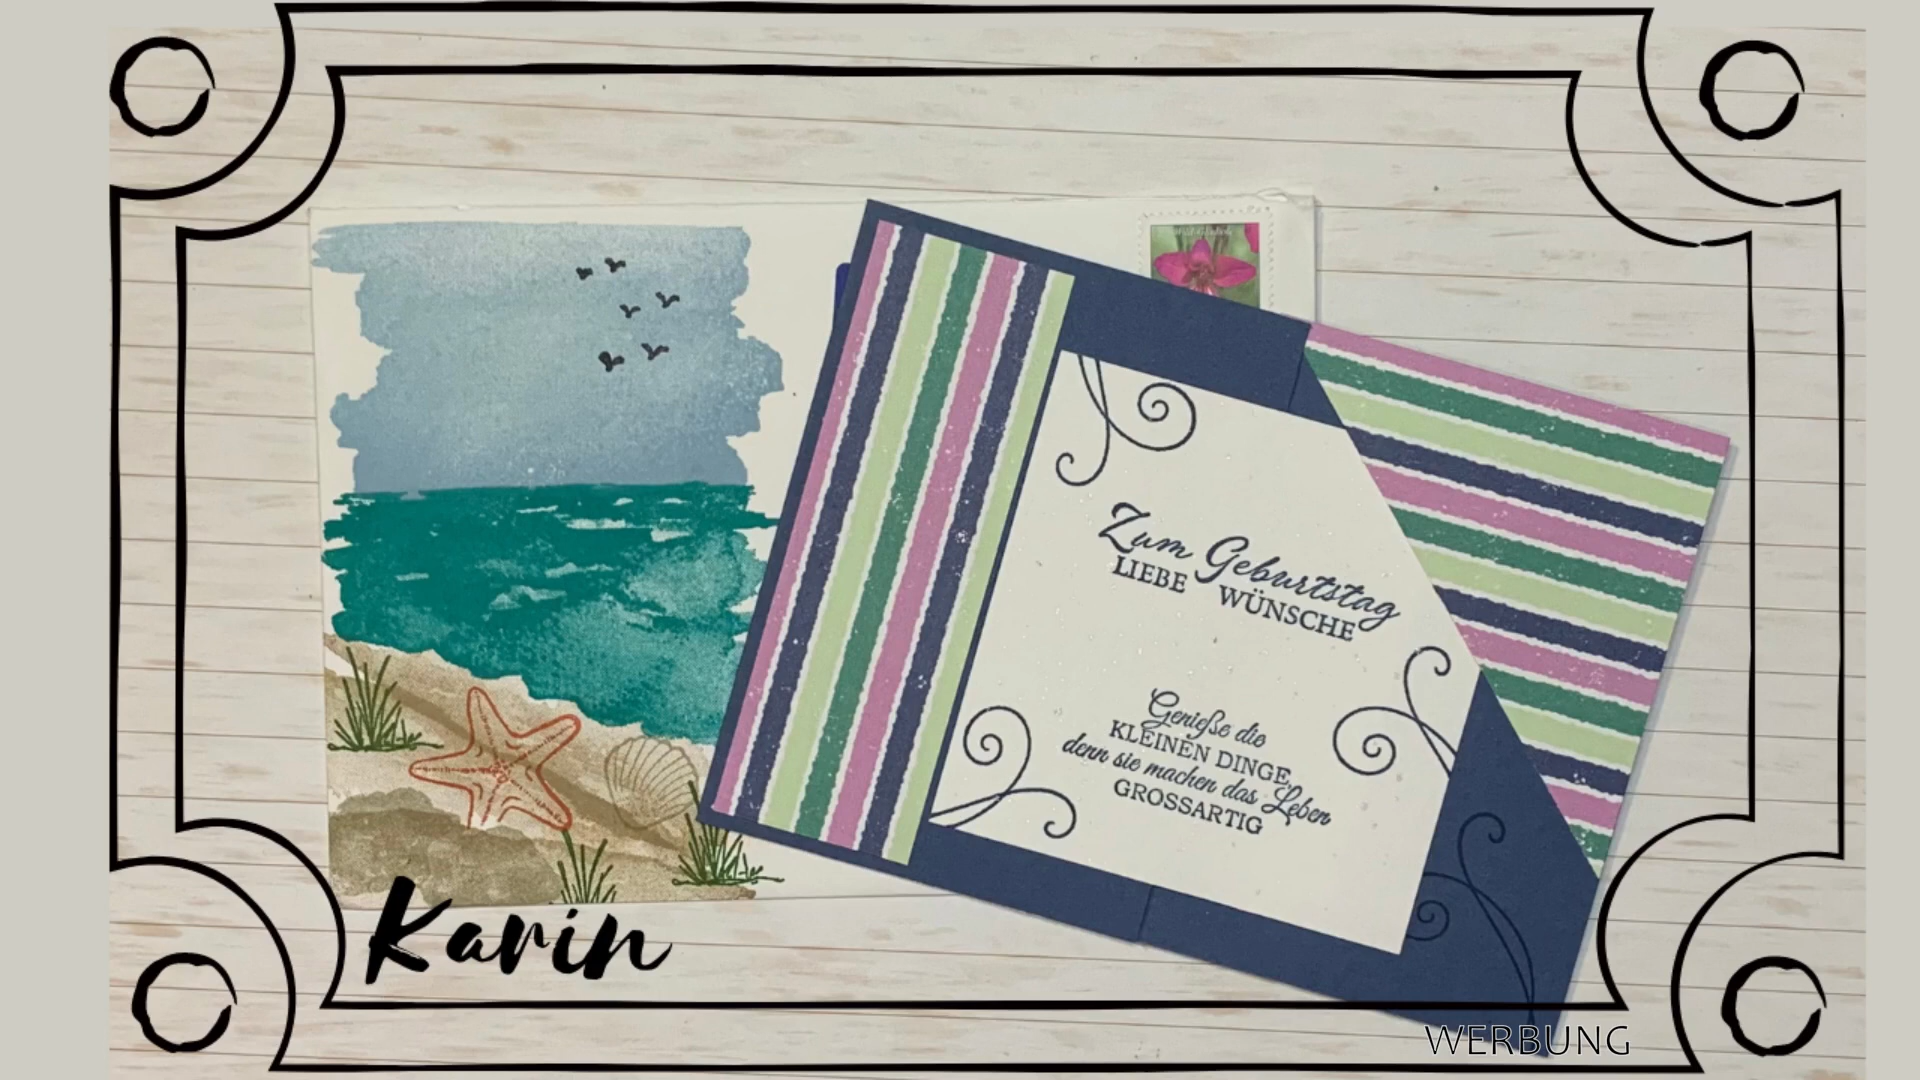 Zum Geburtstag
LIEBE WÜNSCHE
Genieße die
KLEINEN DINGE,
denn sie machen das Leben
GROSSARTIG
Karin
WERBUNG